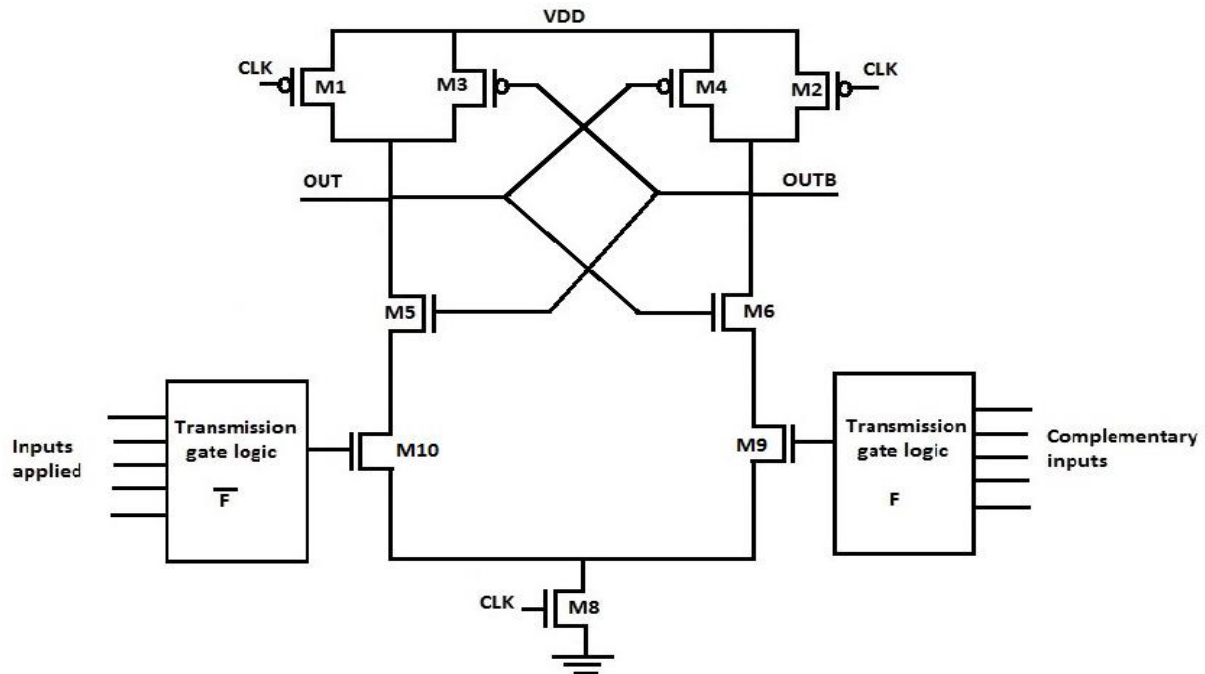 VDD
CLK
M1
M3
M4
M2
CLK
OUT
OUTB
M5
M6
Inputs
applied
Transmission
gate logic
F̅
M10
M9
Transmission
gate logic
F
Complementary
inputs
CLK
M8